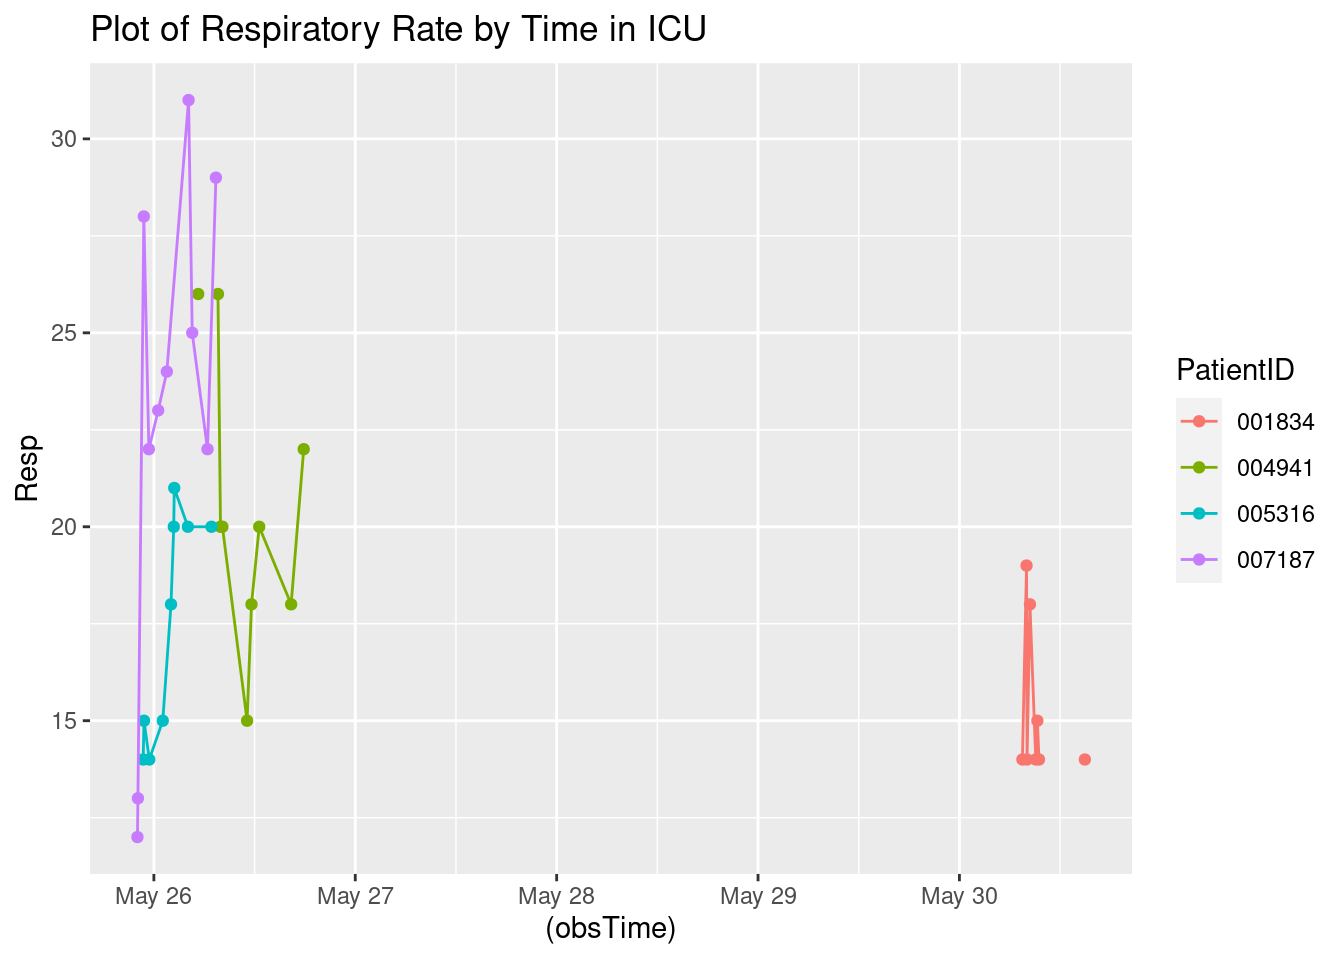 Plot of Respiratory Rate by Time in ICU
30
25
20
15
Resp
May 26
May 27
May 28
May 29
May 30
(obsTime)
PatientID
001834
004941
005316
007187